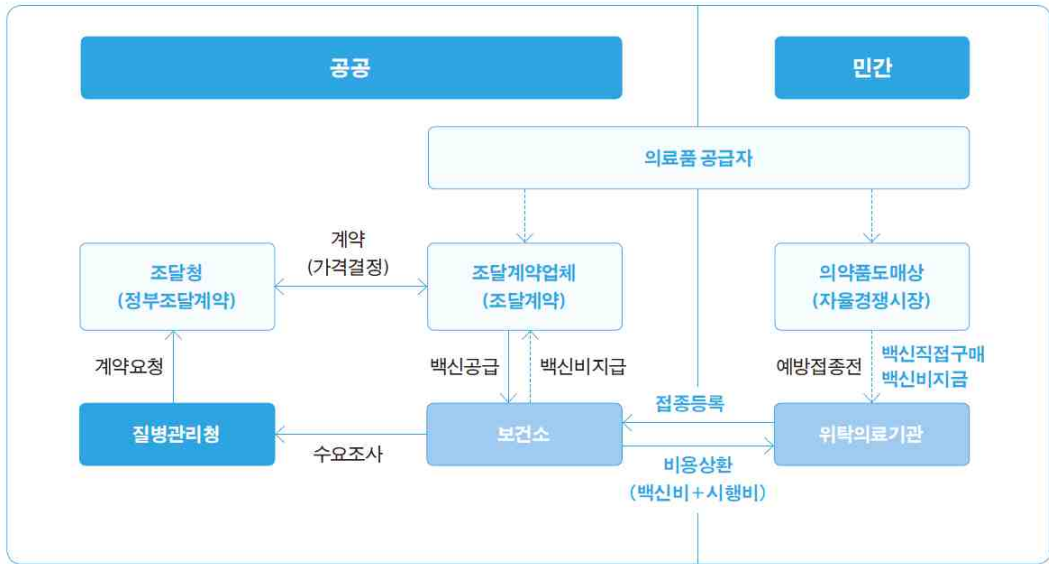 공공
민간
의료품 공급자
계약
(가격결정)
조달청
(정부조달계약)
조달계약업체
(조달계약)
의약품도매상
(자율경쟁시장)
계약요청
백신공급
백신비지급
예방접종전
백신직접구매
백신비지금
접종등록
질병관리청
수요조사
보건소
위탁의료기관
비용상환
(백신비+시행비)